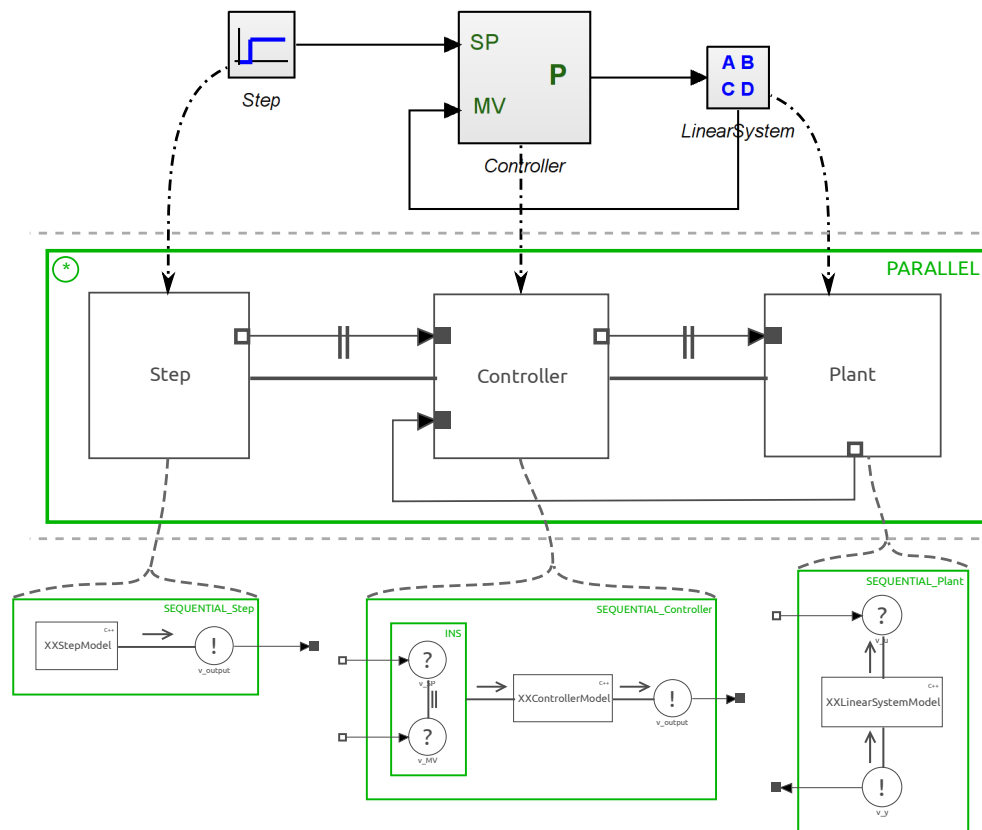 Step
SP
MV
P
Controller
A B
C D
LinearSystem
*
PARALLEL
Step
Controller
Plant
SEQUENTIAL_Step
C++
XXStepModel
!
v_output
SEQUENTIAL_Controller
INS
?
v_SP
?
v_MV
C++
XXControllerModel
!
v_output
SEQUENTIAL_Plant
?
v_u
C++
XXLinearSystemModel
!
v_y